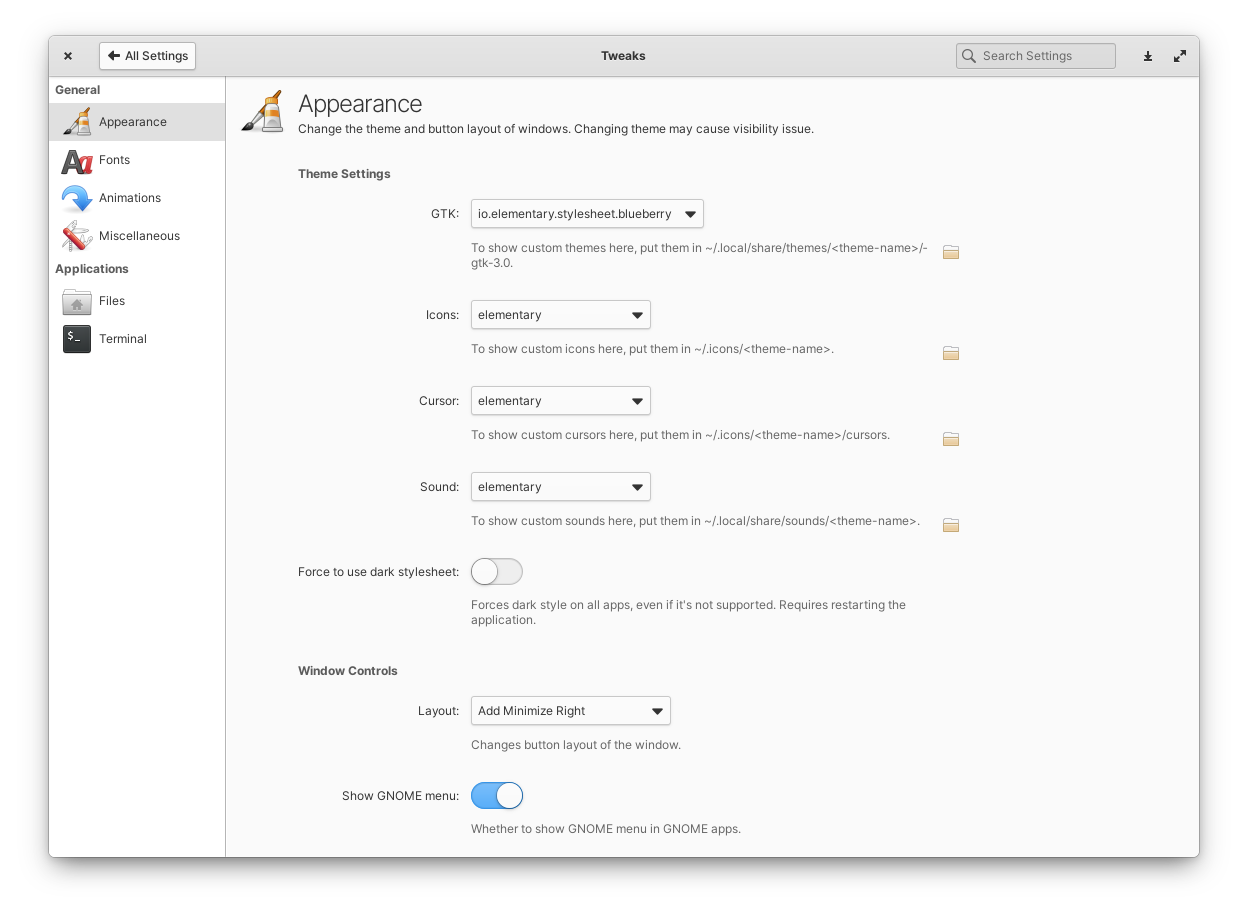 All Settings
Tweaks
Search Settings
General
Appearance
Fonts
Animations
Miscellaneous
Applications
Files
Terminal
Appearance
Change the theme and button layout of windows. Changing theme may cause visibility issue.
Theme Settings
GTK: io.elementary.stylesheet.blueberry
To show custom themes here, put them in ~/.local/share/themes/<theme-name>/-
gtk-3.0.
Icons: elementary
To show custom icons here, put them in ~/.icons/<theme-name>.
Cursor: elementary
To show custom cursors here, put them in ~/.icons/<theme-name>/cursors.
Sound: elementary
To show custom sounds here, put them in ~/.local/share/sounds/<theme-name>.
Force to use dark stylesheet:
Forces dark style on all apps, even if it's not supported. Requires restarting the
application.
Window Controls
Layout: Add Minimize Right
Changes button layout of the window.
Show GNOME menu:
Whether to show GNOME menu in GNOME apps.